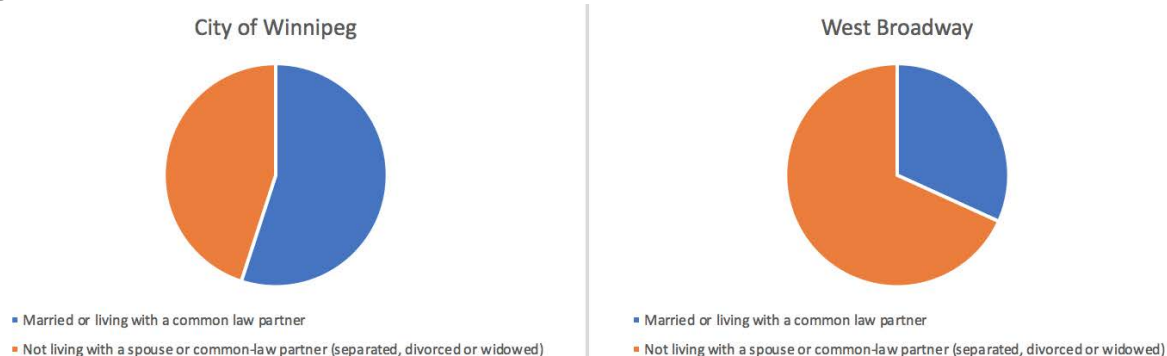 City of Winnipeg
Married or living with a common law partner
Not living with a spouse or common-law partner (separated, divorced or widowed)
West Broadway
Married or living with a common law partner
Not living with a spouse or common-law partner (separated, divorced or widowed)